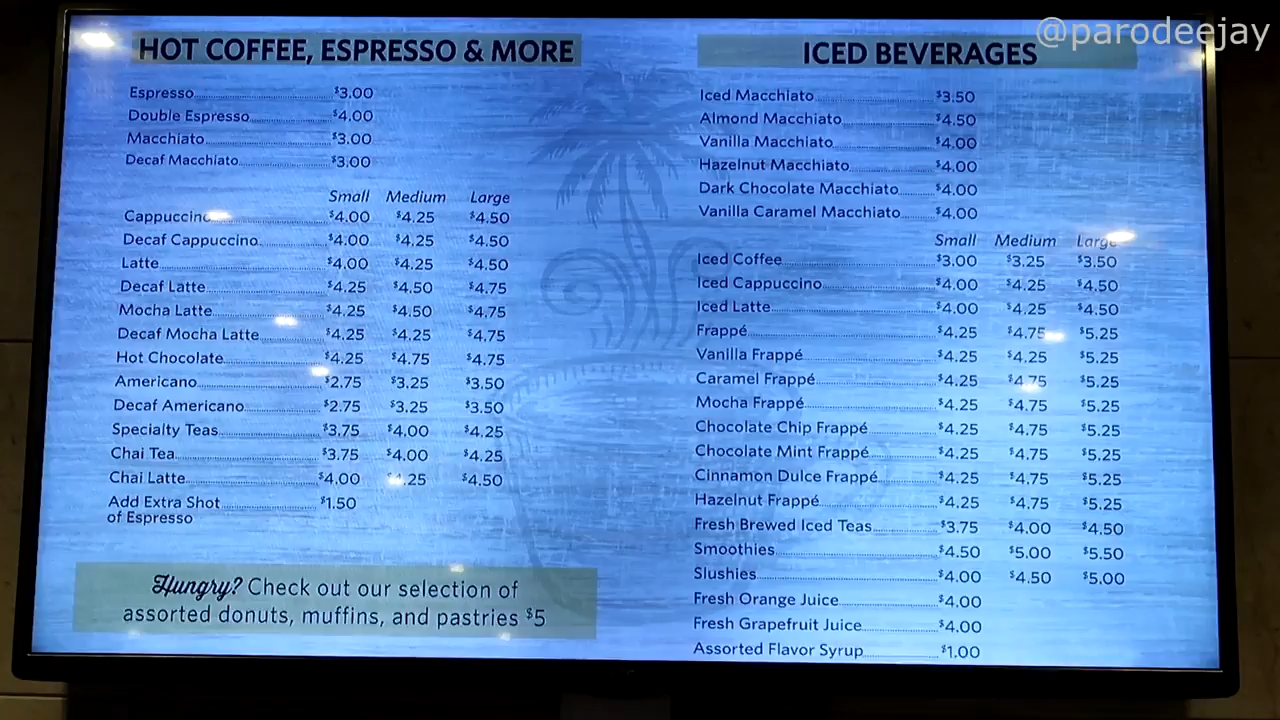 @parodeejay
HOT COFFEE, ESPRESSO & MORE
Espresso $3.00
Double Espresso $4.00
Macchiato $3.00
Decaf Macchiato $3.00
Small Medium Large
Cappuccino $4.00 $4.25 $4.50
Decaf Cappuccino $4.00 $4.25 $4.50
Latte $4.00 $4.25 $4.50
Decaf Latte $4.25 $4.50 $4.75
Mocha Latte $4.25 $4.50 $4.75
Decaf Mocha Latte $4.25 $4.25 $4.75
Hot Chocolate $4.25 $4.75 $4.75
Americano $2.75 $3.25 $3.50
Decaf Americano $2.75 $3.25 $3.50
Specialty Teas $3.75 $4.00 $4.25
Chai Tea $3.75 $4.00 $4.25
Chai Latte $4.00 .25 $4.50
Add Extra Shot $1.50
of Espresso
Hungry? Check out our selection of
assorted donuts, muffins, and pastries $5
ICED BEVERAGES
Iced Macchiato $3.50
Almond Macchiato $4.50
Vanilla Macchiato $4.00
Hazelnut Macchiato $4.00
Dark Chocolate Macchiato $4.00
Vanilla Caramel Macchiato $4.00
Small Medium Large
Iced Coffee $3.00 $3.25 $3.50
Iced Cappuccino $4.00 $4.25 $4.50
Iced Latte $4.00 $4.25 $4.50
Frappé $4.25 $4.75 $5.25
Vanilla Frappé $4.25 $4.25 $5.25
Caramel Frappé $4.25 $4.75 $5.25
Mocha Frappé $4.25 $4.75 $5.25
Chocolate Chip Frappé $4.25 $4.75 $5.25
Chocolate Mint Frappé $4.25 $4.75 $5.25
Cinnamon Dulce Frappé $4.25 $4.75 $5.25
Hazelnut Frappé $4.25 $4.75 $5.25
Fresh Brewed Iced Teas $3.75 $4.00 $4.50
Smoothies $4.50 $5.00 $5.50
Slushies $4.00 $4.50 $5.00
Fresh Orange Juice $4.00
Fresh Grapefruit Juice $4.00
Assorted Flavor Syrup $1.00